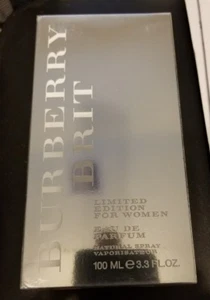 BURBERRY
BRIT
LIMITED
EDITION
FOR WOMEN
EAU DE
PARFUM
NATURAL SPRAY
VAPORISATEUR
100 ML ℮ 3.3 FL.OZ.